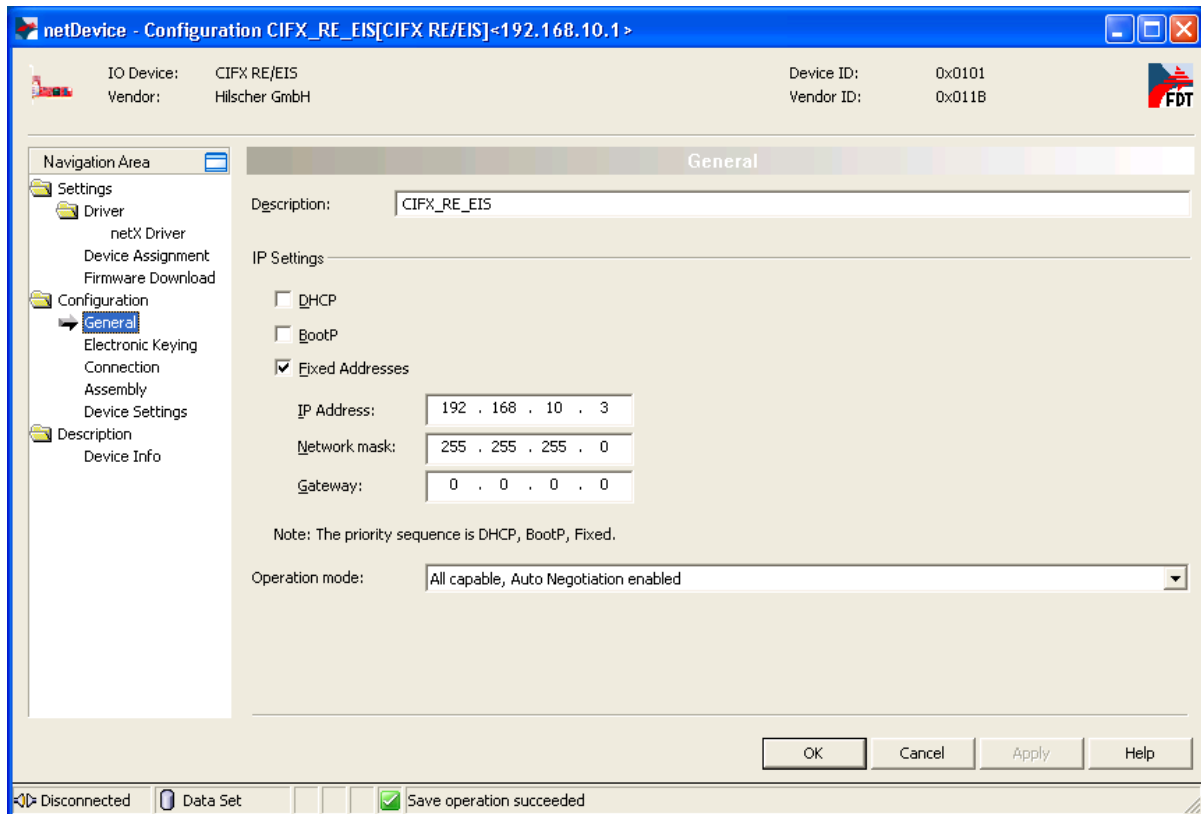 netDevice - Configuration CIFX_RE_EIS[CIFX RE/EIS]<192.168.10.1>
IO Device: CIFX RE/EIS Device ID: 0x0101
Vendor: Hilscher GmbH Vendor ID: 0x011B
FDT
Navigation Area
Settings
Driver
netX Driver
Device Assignment
Firmware Download
Configuration
General
Electronic Keying
Connection
Assembly
Device Settings
Description
Device Info
General
Description: CIFX_RE_EIS
IP Settings
DHCP
BootP
Fixed Addresses
IP Address: 192 . 168 . 10 . 3
Network mask: 255 . 255 . 255 . 0
Gateway: 0 . 0 . 0 . 0
Note: The priority sequence is DHCP, BootP, Fixed.
Operation mode: All capable, Auto Negotiation enabled
OK Cancel Apply Help
Disconnected Data Set Save operation succeeded